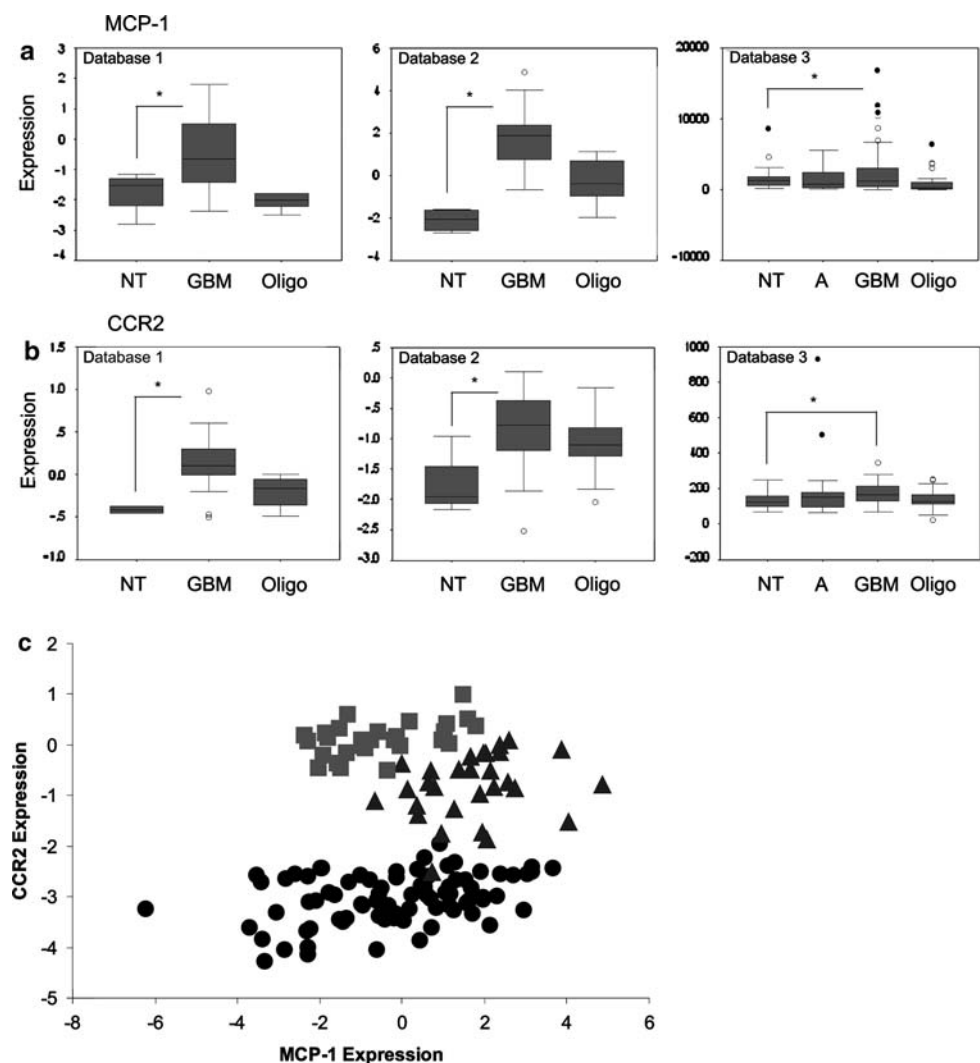 MCP-1
a
Database 1
Expression
3
2
1
0
-1
-2
-3
-4
NT GBM Oligo
*
Database 2
6
4
2
0
-2
-4
NT GBM Oligo
*
Database 3
20000
10000
0
-10000
NT A GBM Oligo
*
CCR2
b
Database 1
Expression
1.5
1.0
.5
0.0
-.5
-1.0
NT GBM Oligo
*
Database 2
.5
0.0
-.5
-1.0
-1.5
-2.0
-2.5
-3.0
NT GBM Oligo
*
Database 3
1000
800
600
400
200
0
-200
NT A GBM Oligo
*
c
CCR2 Expression
2
1
0
-1
-2
-3
-4
-5
-8 -6 -4 -2 0 2 4 6
MCP-1 Expression